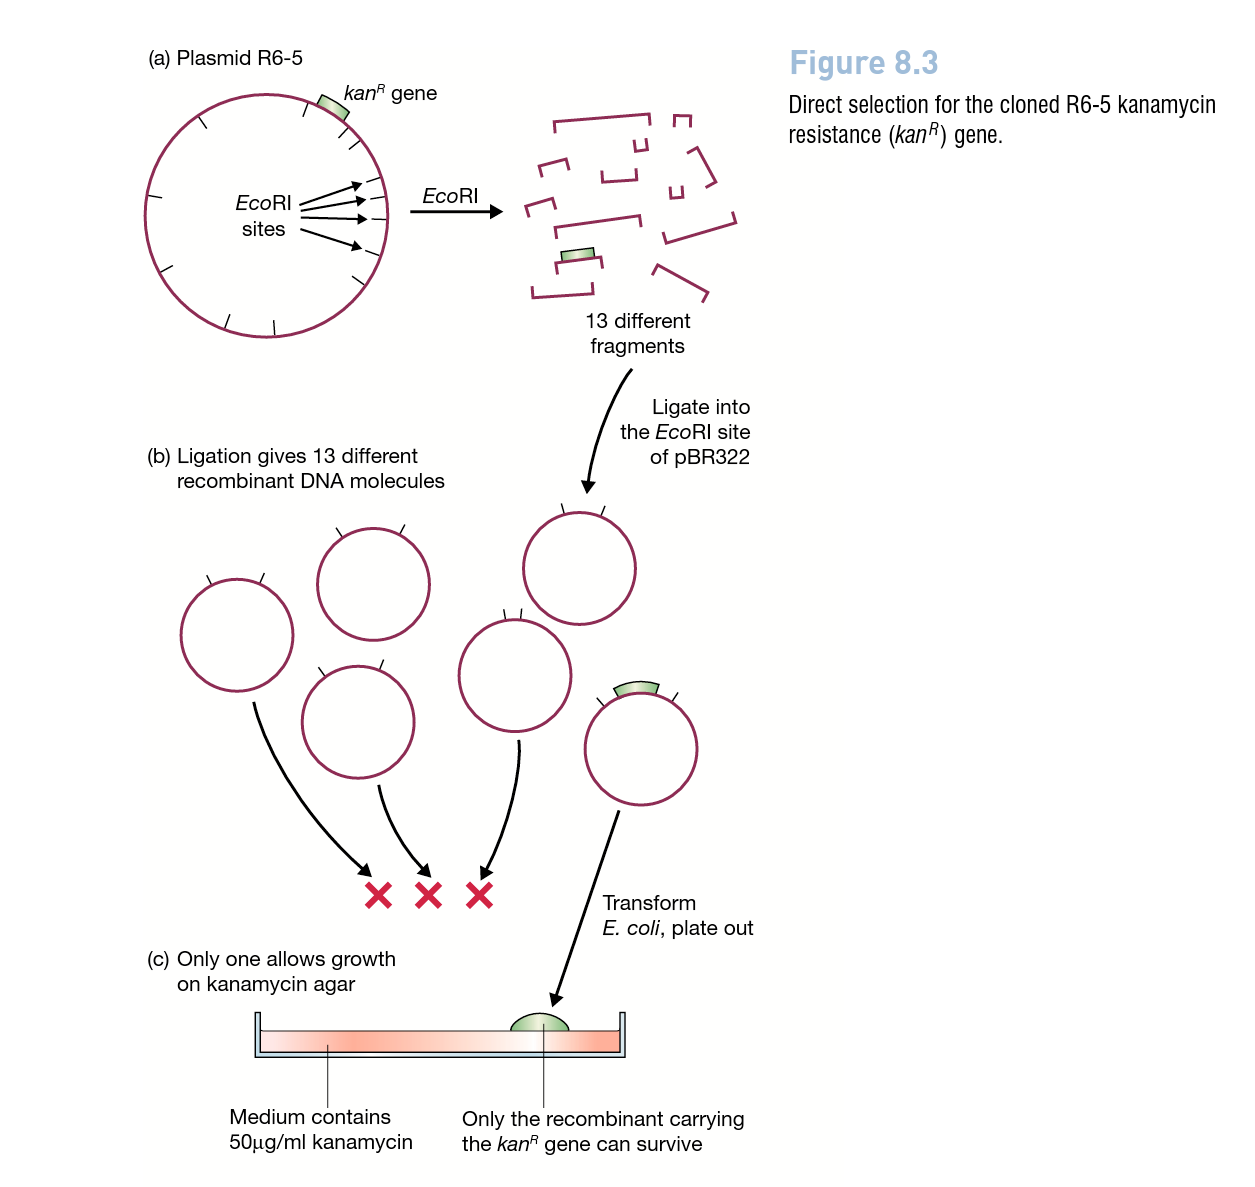 (a) Plasmid R6-5
kanR gene
EcoRI
sites
EcoRI
13 different
fragments
Ligate into
the EcoRI site
of pBR322
(b) Ligation gives 13 different
recombinant DNA molecules
Transform
E. coli, plate out
(c) Only one allows growth
on kanamycin agar
Medium contains
50μg/ml kanamycin
Only the recombinant carrying
the kanR gene can survive
Figure 8.3
Direct selection for the cloned R6-5 kanamycin
resistance (kanR) gene.